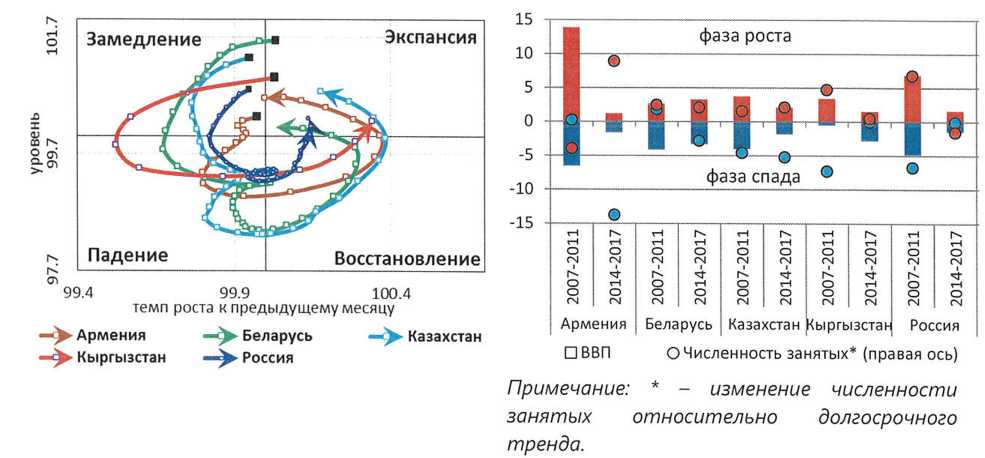 101.7
99.7
97.7
уровень
Замедление
Экспансия
Падение
Восстановление
99.4
99.9
100.4
темп роста к предыдущему месяцу
Армения
Беларусь
Казахстан
Кыргызстан
Россия
15
10
5
0
-5
-10
-15
фаза роста
фаза спада
2007-2011
2014-2017
2007-2011
2014-2017
2007-2011
2014-2017
2007-2011
2014-2017
2007-2011
2014-2017
Армения
Беларусь
Казахстан
Кыргызстан
Россия
ВВП
Численность занятых* (правая ось)
Примечание: * – изменение численности
занятых относительно долгосрочного
тренда.